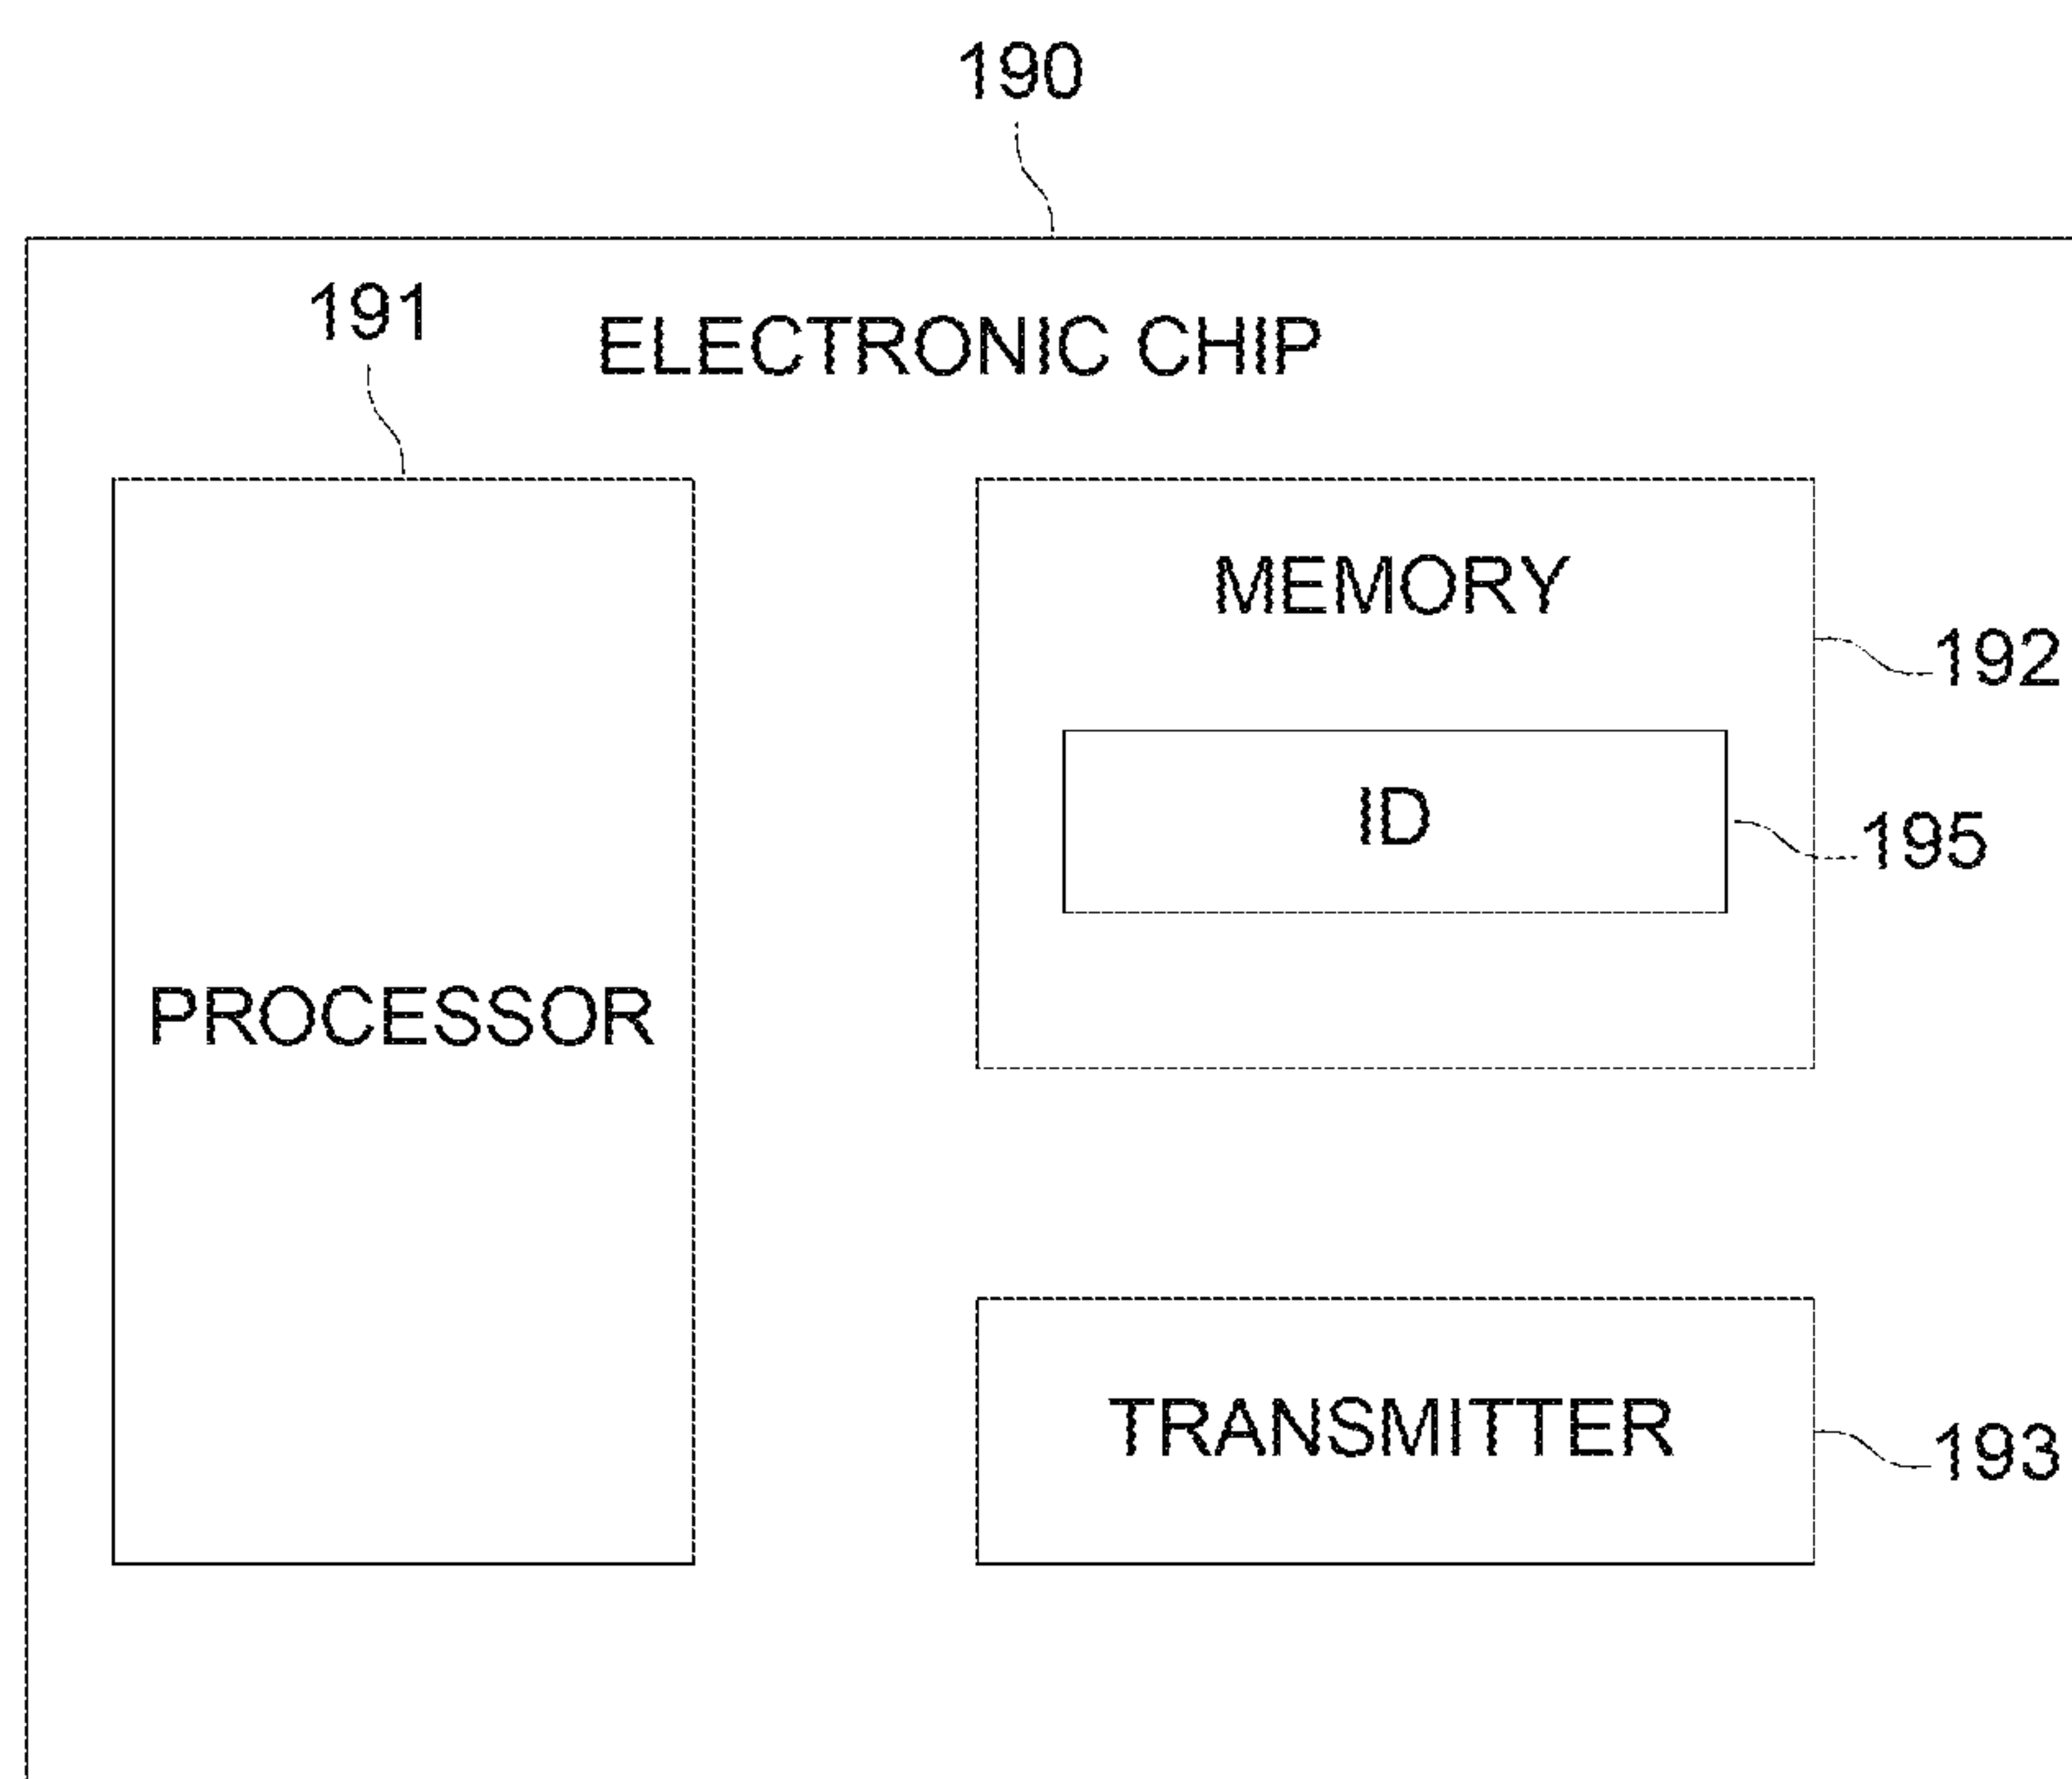 190
191
ELECTRONIC CHIP
MEMORY
192
ID
195
PROCESSOR
TRANSMITTER
193